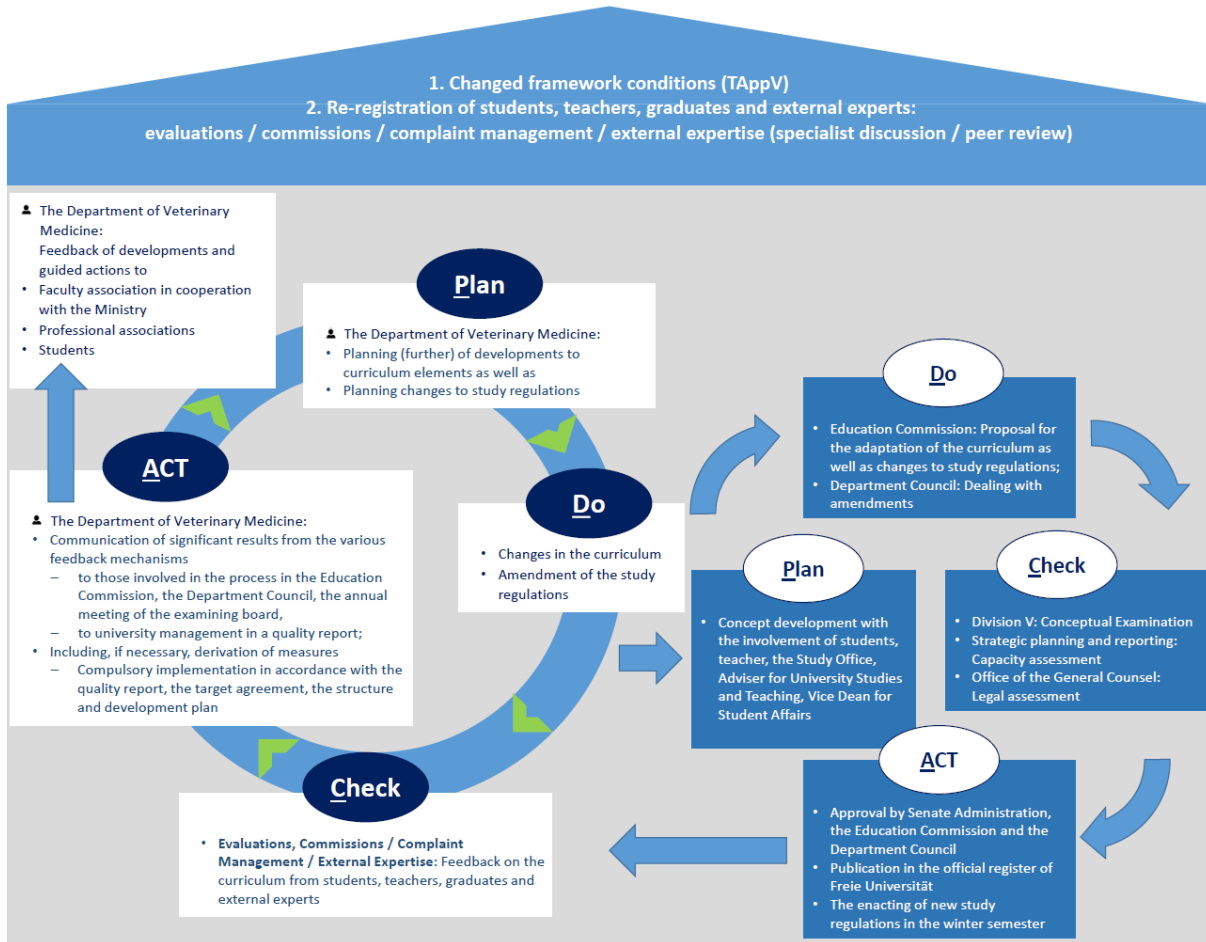 1. Changed framework conditions (TAppV)
2. Re-registration of students, teachers, graduates and external experts:
evaluations / commissions / complaint management / external expertise (specialist discussion / peer review)
The Department of Veterinary
Medicine:
Feedback of developments and
guided actions to
• Faculty association in cooperation
with the Ministry
• Professional associations
• Students
Plan
The Department of Veterinary Medicine:
• Planning (further) of developments to
curriculum elements as well as
• Planning changes to study regulations
ACT
The Department of Veterinary Medicine:
• Communication of significant results from the various
feedback mechanisms
– to those involved in the process in the Education
Commission, the Department Council, the annual
meeting of the examining board,
– to university management in a quality report;
• Including, if necessary, derivation of measures
– Compulsory implementation in accordance with the
quality report, the target agreement, the structure
and development plan
Do
• Changes in the curriculum
• Amendment of the study
regulations
Check
• Evaluations, Commissions / Complaint
Management / External Expertise: Feedback on the
curriculum from students, teachers, graduates and
external experts
Do
• Education Commission: Proposal for
the adaptation of the curriculum as
well as changes to study regulations;
• Department Council: Dealing with
amendments
Plan
• Concept development with
the involvement of students,
teacher, the Study Office,
Adviser for University Studies
and Teaching, Vice Dean for
Student Affairs
Check
• Division V: Conceptual Examination
• Strategic planning and reporting:
Capacity assessment
• Office of the General Counsel:
Legal assessment
ACT
• Approval by Senate Administration,
the Education Commission and the
Department Council
• Publication in the official register of
Freie Universität
• The enacting of new study
regulations in the winter semester